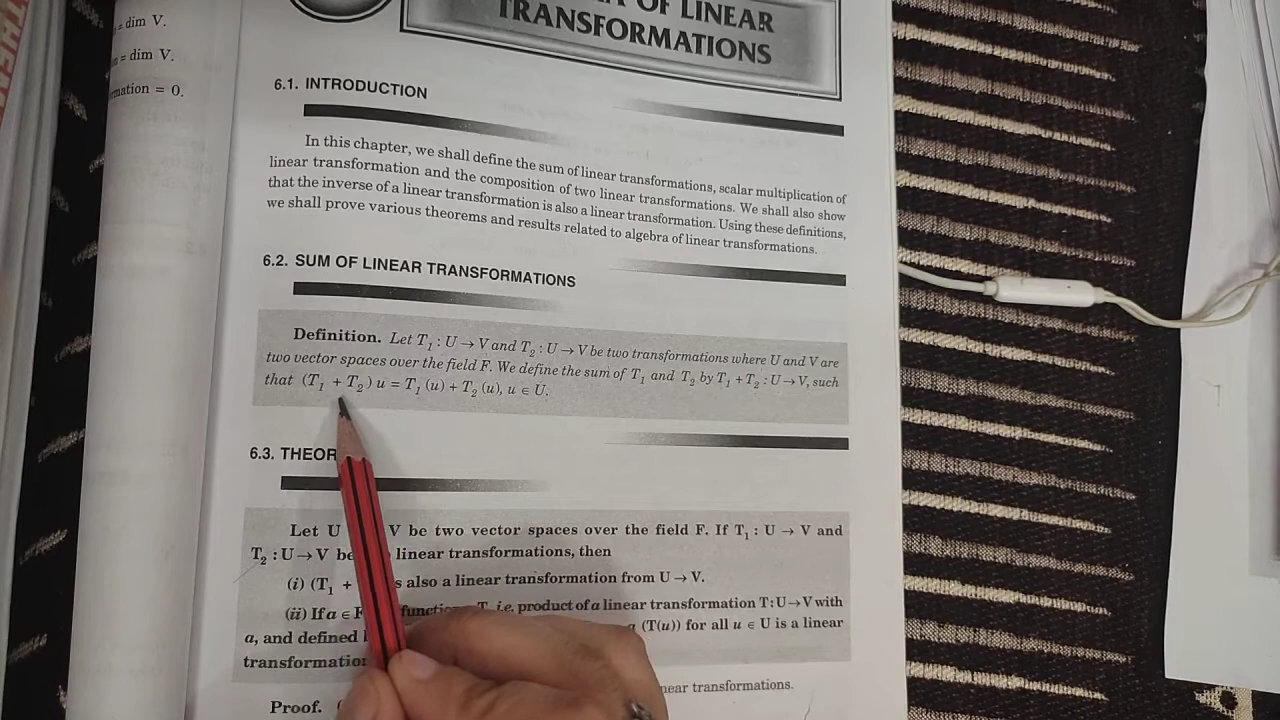 = dim V.
= dim V.
mation = 0.
OF LINEAR
TRANSFORMATIONS
6.1. INTRODUCTION
In this chapter, we shall define the sum of linear transformations, scalar multiplication of
linear transformation and the composition of two linear transformations. We shall also show
that the inverse of a linear transformation is also a linear transformation. Using these definitions,
we shall prove various theorems and results related to algebra of linear transformations.
6.2. SUM OF LINEAR TRANSFORMATIONS
Definition. Let T₁ : U → V and T₂ : U → V be two transformations where U and V are
two vector spaces over the field F. We define the sum of T₁ and T₂ by T₁ + T₂ : U → V, such
that (T₁ + T₂) u = T₁ (u) + T₂ (u), u ∈ U.
6.3. THEOR
Let U V be two vector spaces over the field F. If T₁ : U → V and
T₂ : U → V be linear transformations, then
(i) (T₁ + s also a linear transformation from U → V.
(ii) If a ∈ F i.e. product of a linear transformation T : U → V with
a, and defined (T(u)) for all u ∈ U is a linear
transformation
Proof. near transformations.